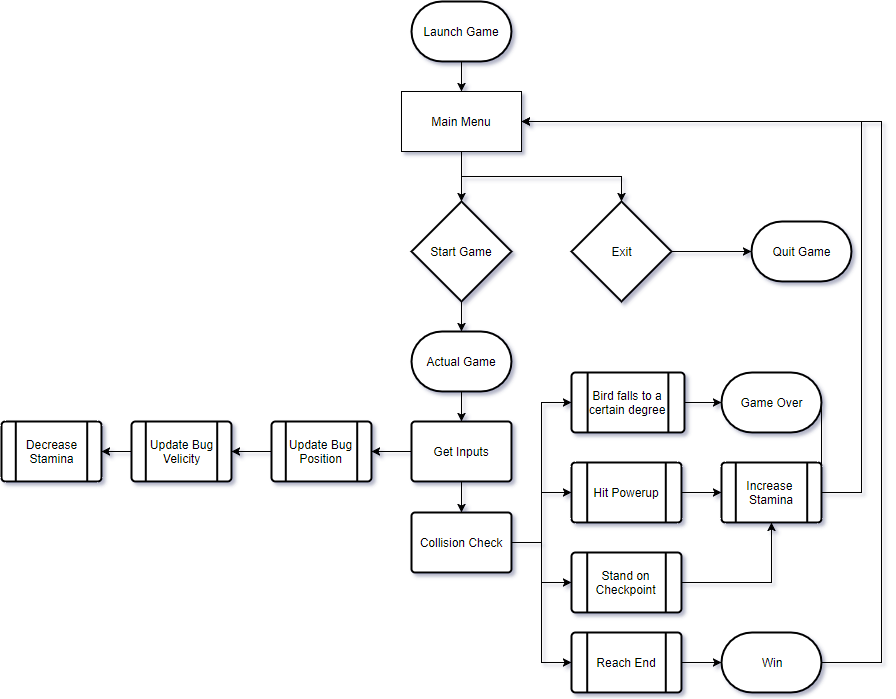 Launch Game
Main Menu
Start Game
Exit
Quit Game
Actual Game
Bird falls to a
certain degree
Game Over
Decrease
Stamina
Update Bug
Velicity
Update Bug
Position
Get Inputs
Hit Powerup
Increase
Stamina
Collision Check
Stand on
Checkpoint
Reach End
Win